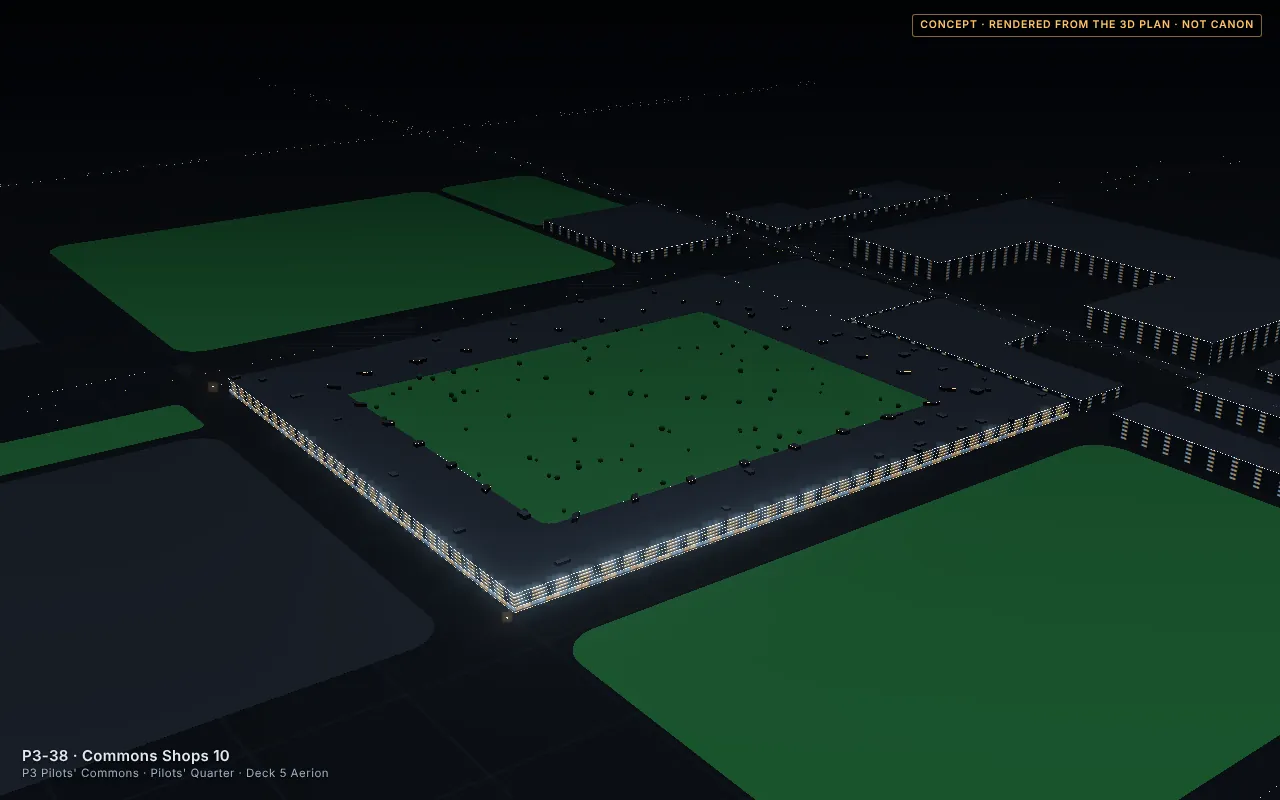 CONCEPT · RENDERED FROM THE 3D PLAN · NOT CANON
P3-38 · Commons Shops 10
P3 Pilots' Commons · Pilots' Quarter · Deck 5 Aerion